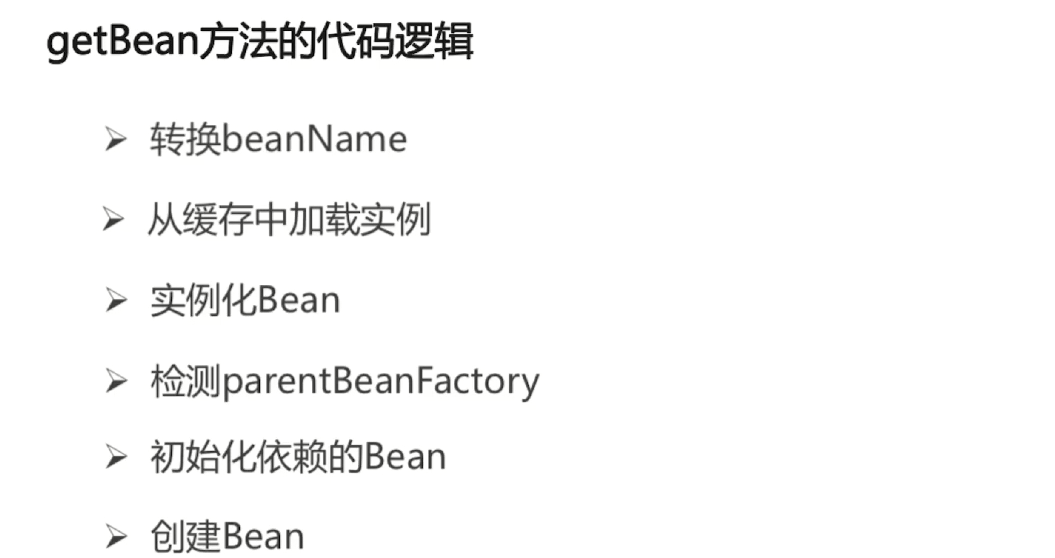 getBean方法的代码逻辑
➢ 转换beanName
➢ 从缓存中加载实例
➢ 实例化Bean
➢ 检测parentBeanFactory
➢ 初始化依赖的Bean
➢ 创建Bean